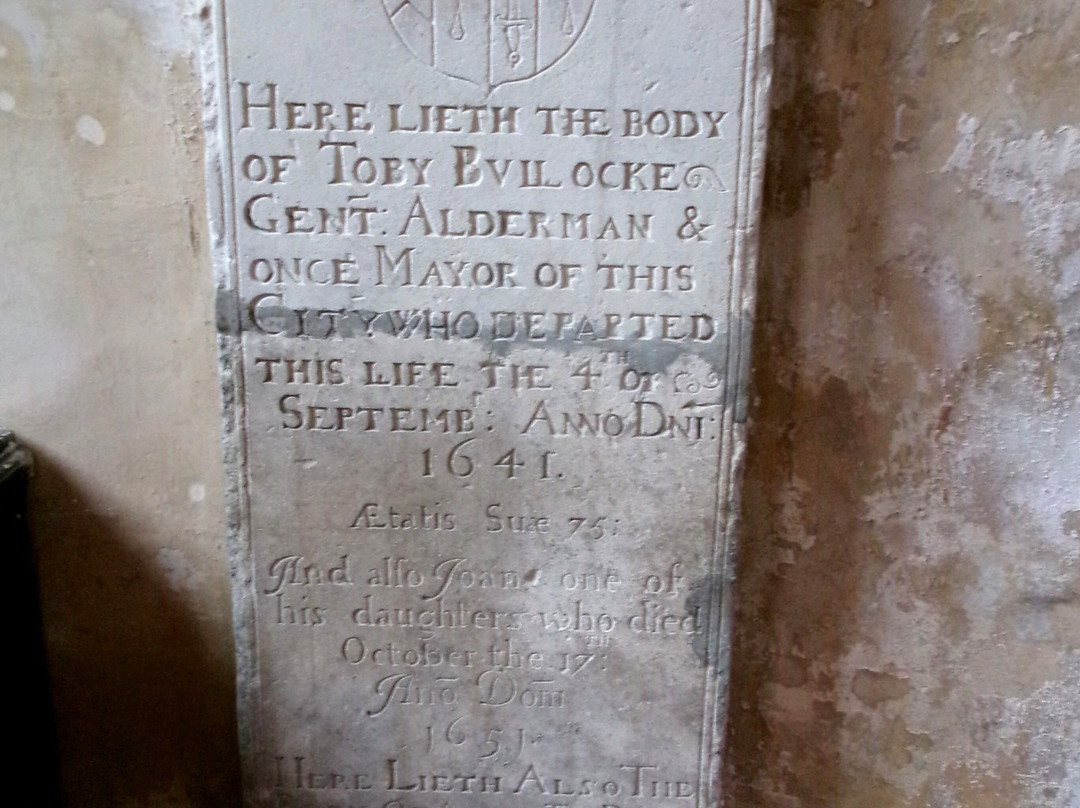 HERE LIETH THE BODY
OF TOBY BVLLOCKE
GENT: ALDERMAN &
ONCE MAYOR OF THIS
CITY WHO DEPARTED
THIS LIFE THE 4TH OF
SEPTEMB: ANNO DNI:
1641.
Ætatis Suæ 75:
And also Joan one of
his daughters who died
October the 17TH:
Ano Dom
1651.
HERE LIETH ALSO THE